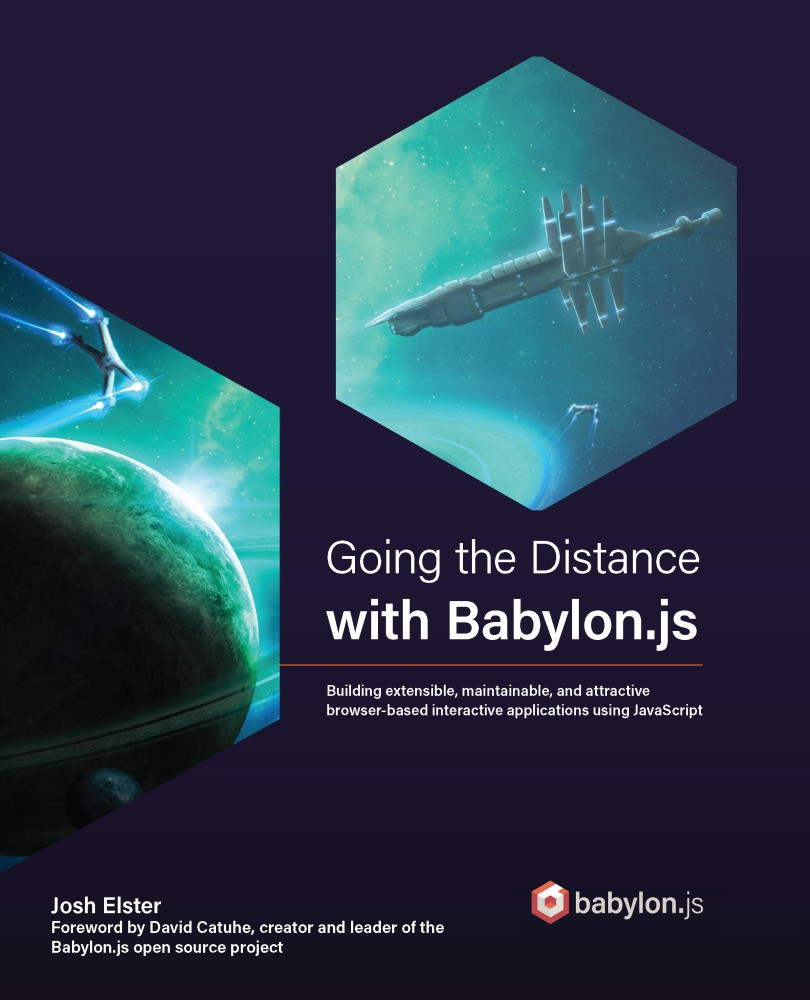 Going the Distance
with Babylon.js
Building extensible, maintainable, and attractive
browser-based interactive applications using JavaScript
Josh Elster
Foreword by David Catuhe, creator and leader of the
Babylon.js open source project
babylon.js